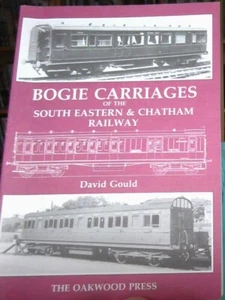 BOGIE CARRIAGES
OF THE
SOUTH EASTERN & CHATHAM
RAILWAY
David Gould
THE OAKWOOD PRESS